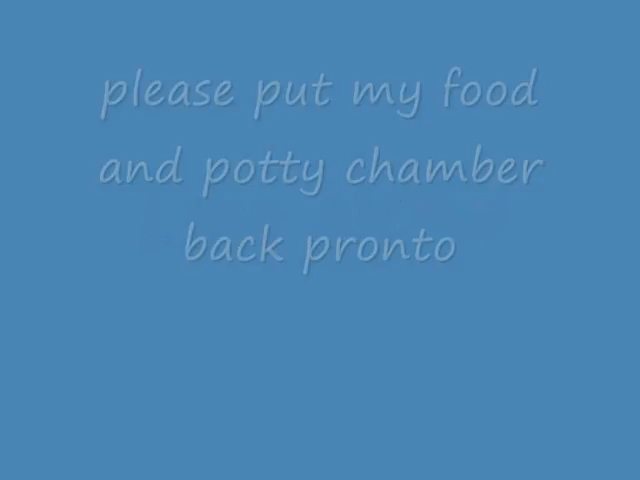 please put my food
and potty chamber
back pronto